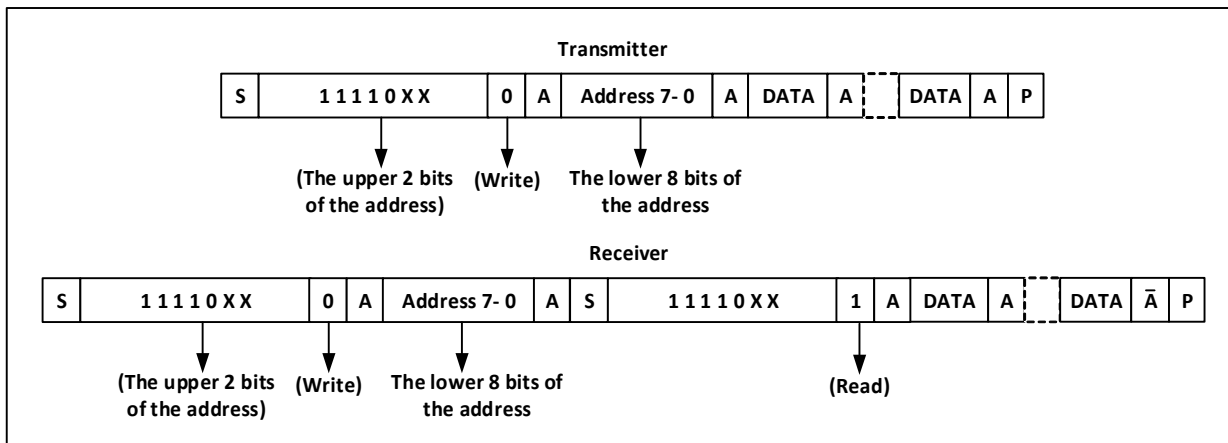 Transmitter
S 1 1 1 1 0 X X 0 A Address 7- 0 A DATA A DATA A P
(The upper 2 bits of the address) (Write) The lower 8 bits of the address
Receiver
S 1 1 1 1 0 X X 0 A Address 7- 0 A S 1 1 1 1 0 X X 1 A DATA A DATA Ā P
(The upper 2 bits of the address) (Write) The lower 8 bits of the address (Read)